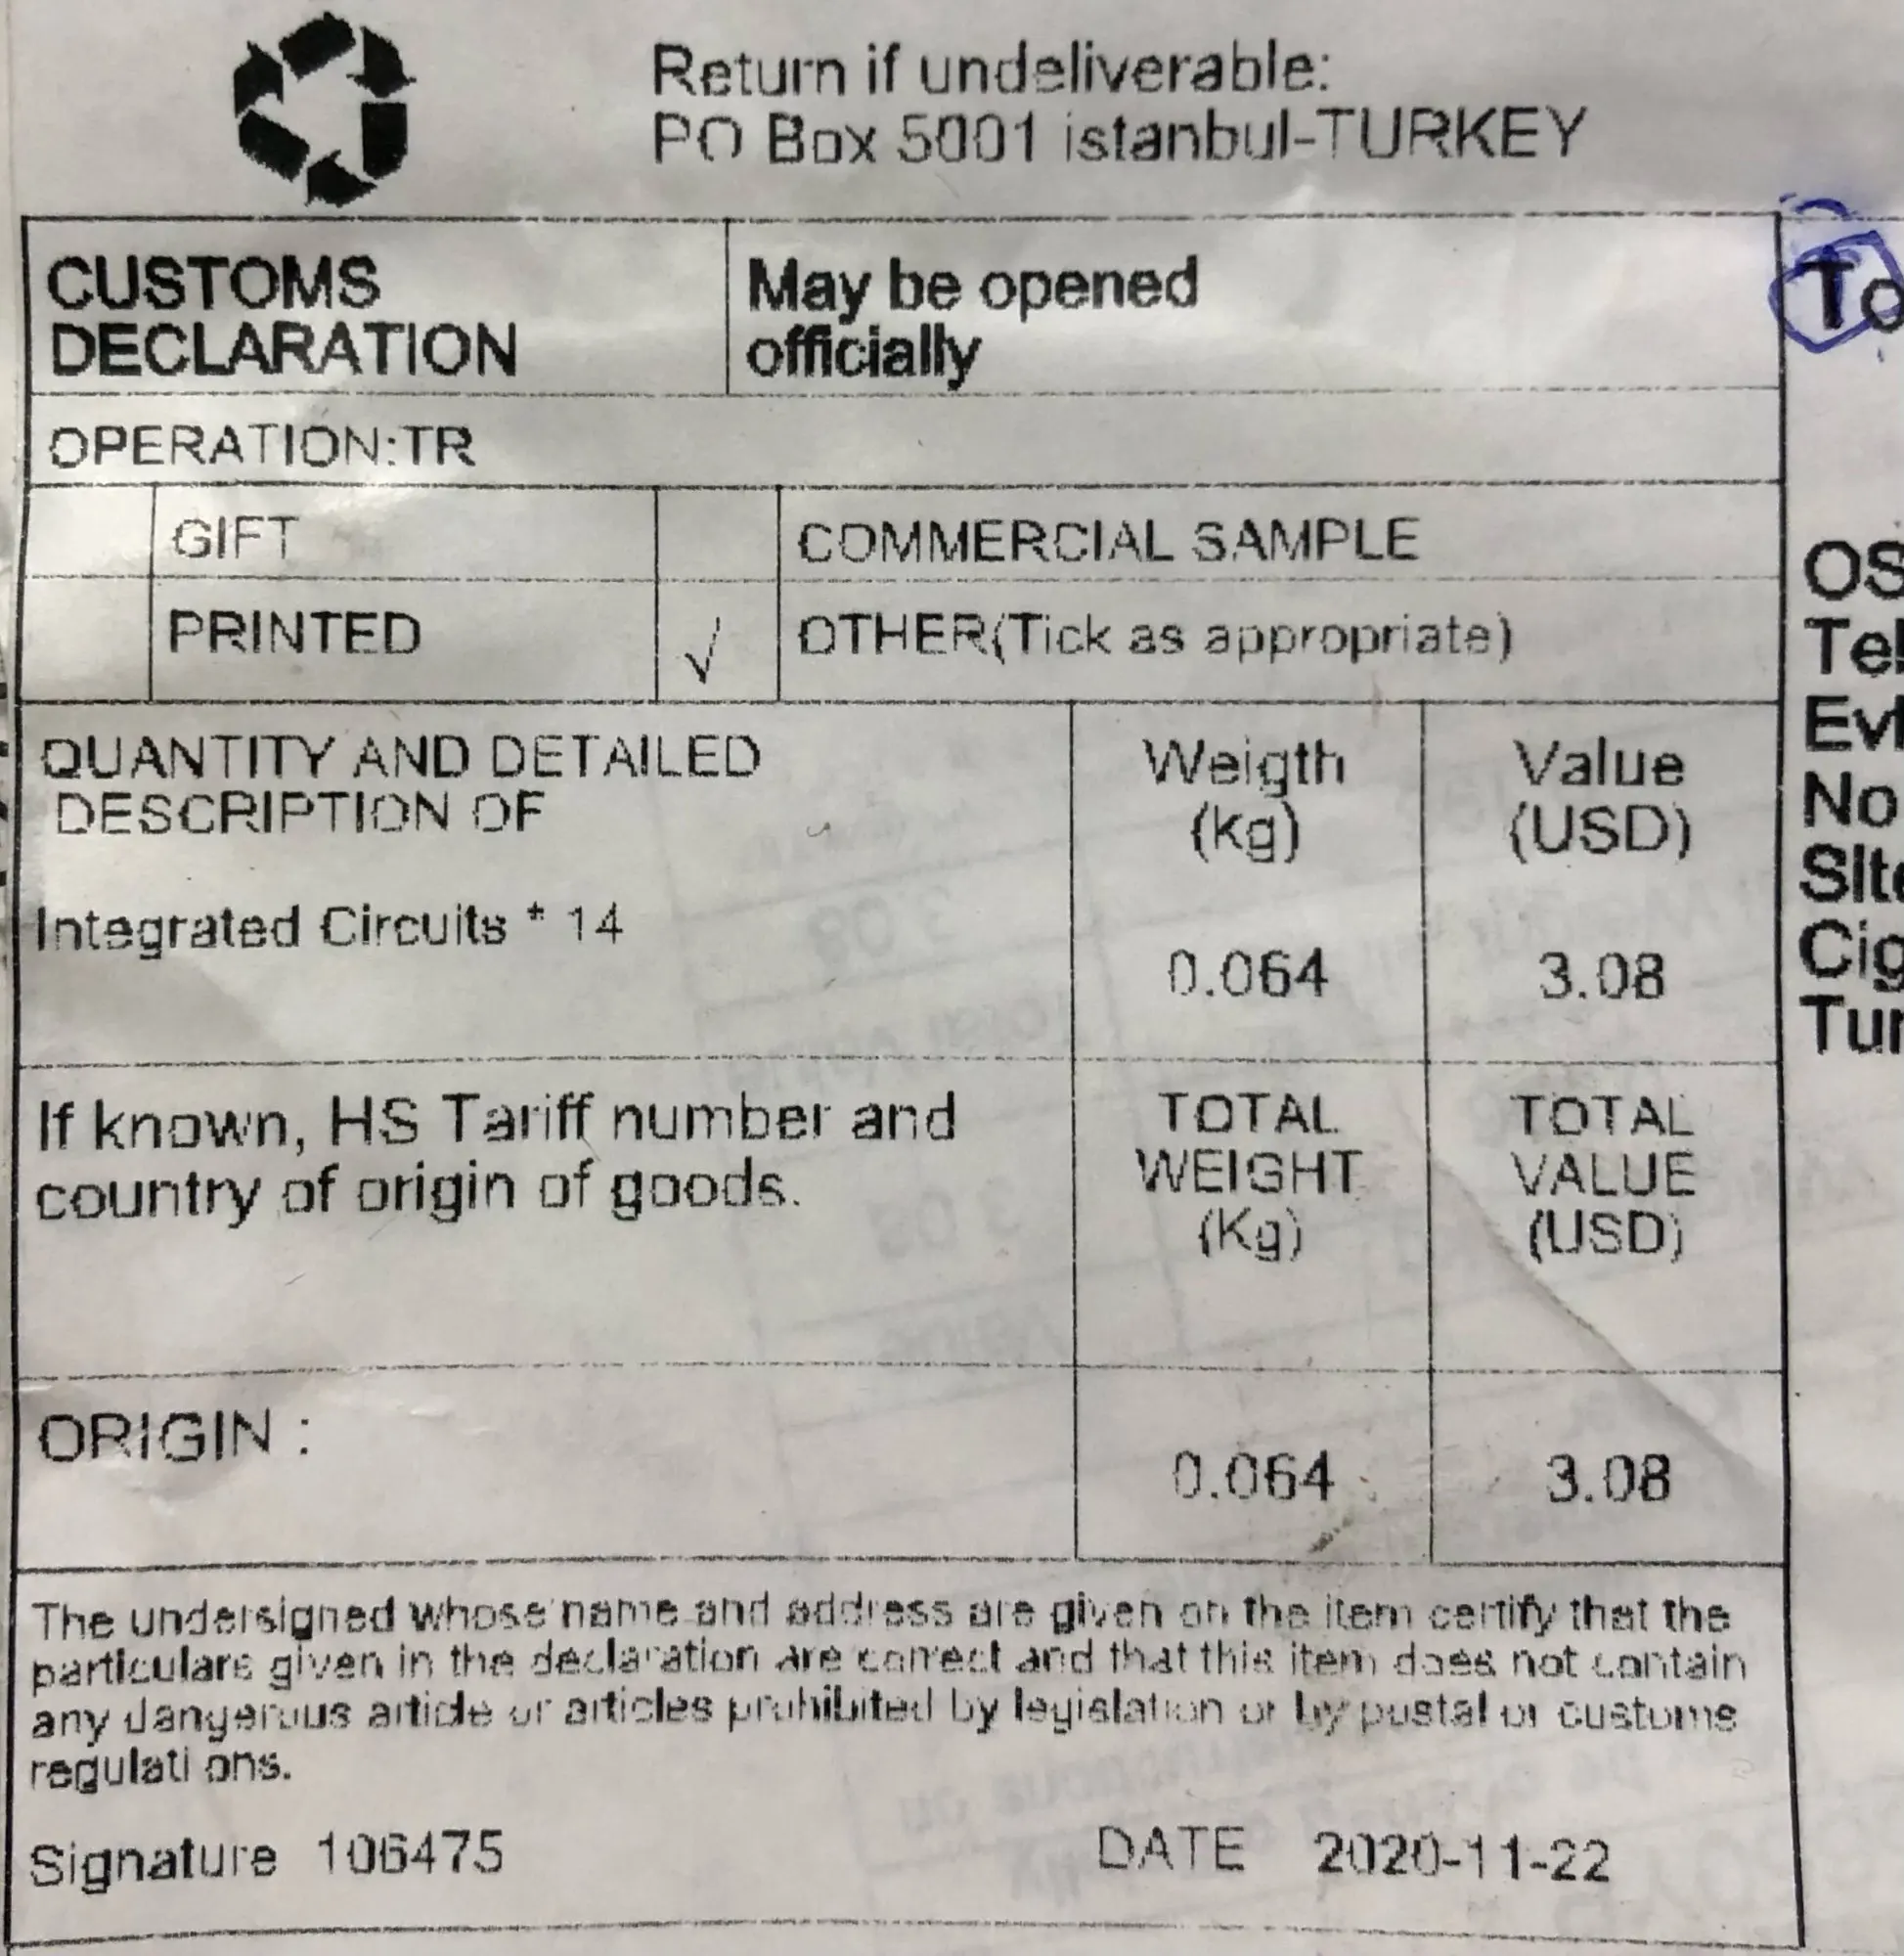 Return if undeliverable:
PO Box 5001 istanbul-TURKEY
CUSTOMS
DECLARATION
May be opened
officially
To
OPERATION:TR
GIFT
COMMERCIAL SAMPLE
PRINTED
√
OTHER(Tick as appropriate)
QUANTITY AND DETAILED
DESCRIPTION OF
Weigth
(Kg)
Value
(USD)
Integrated Circuits * 14
0.064
3.08
If known, HS Tariff number and
country of origin of goods.
TOTAL
WEIGHT
(Kg)
TOTAL
VALUE
(USD)
ORIGIN :
0.064
3.08
The undersigned whose name and address are given on the item certify that the
particulars given in the declaration are correct and that this item does not contain
any dangerous article or articles prohibited by legislation or by postal or customs
regulati ons.
Signature 106475
DATE 2020-11-22
OS
Tel
Evl
No
Site
Cig
Tur